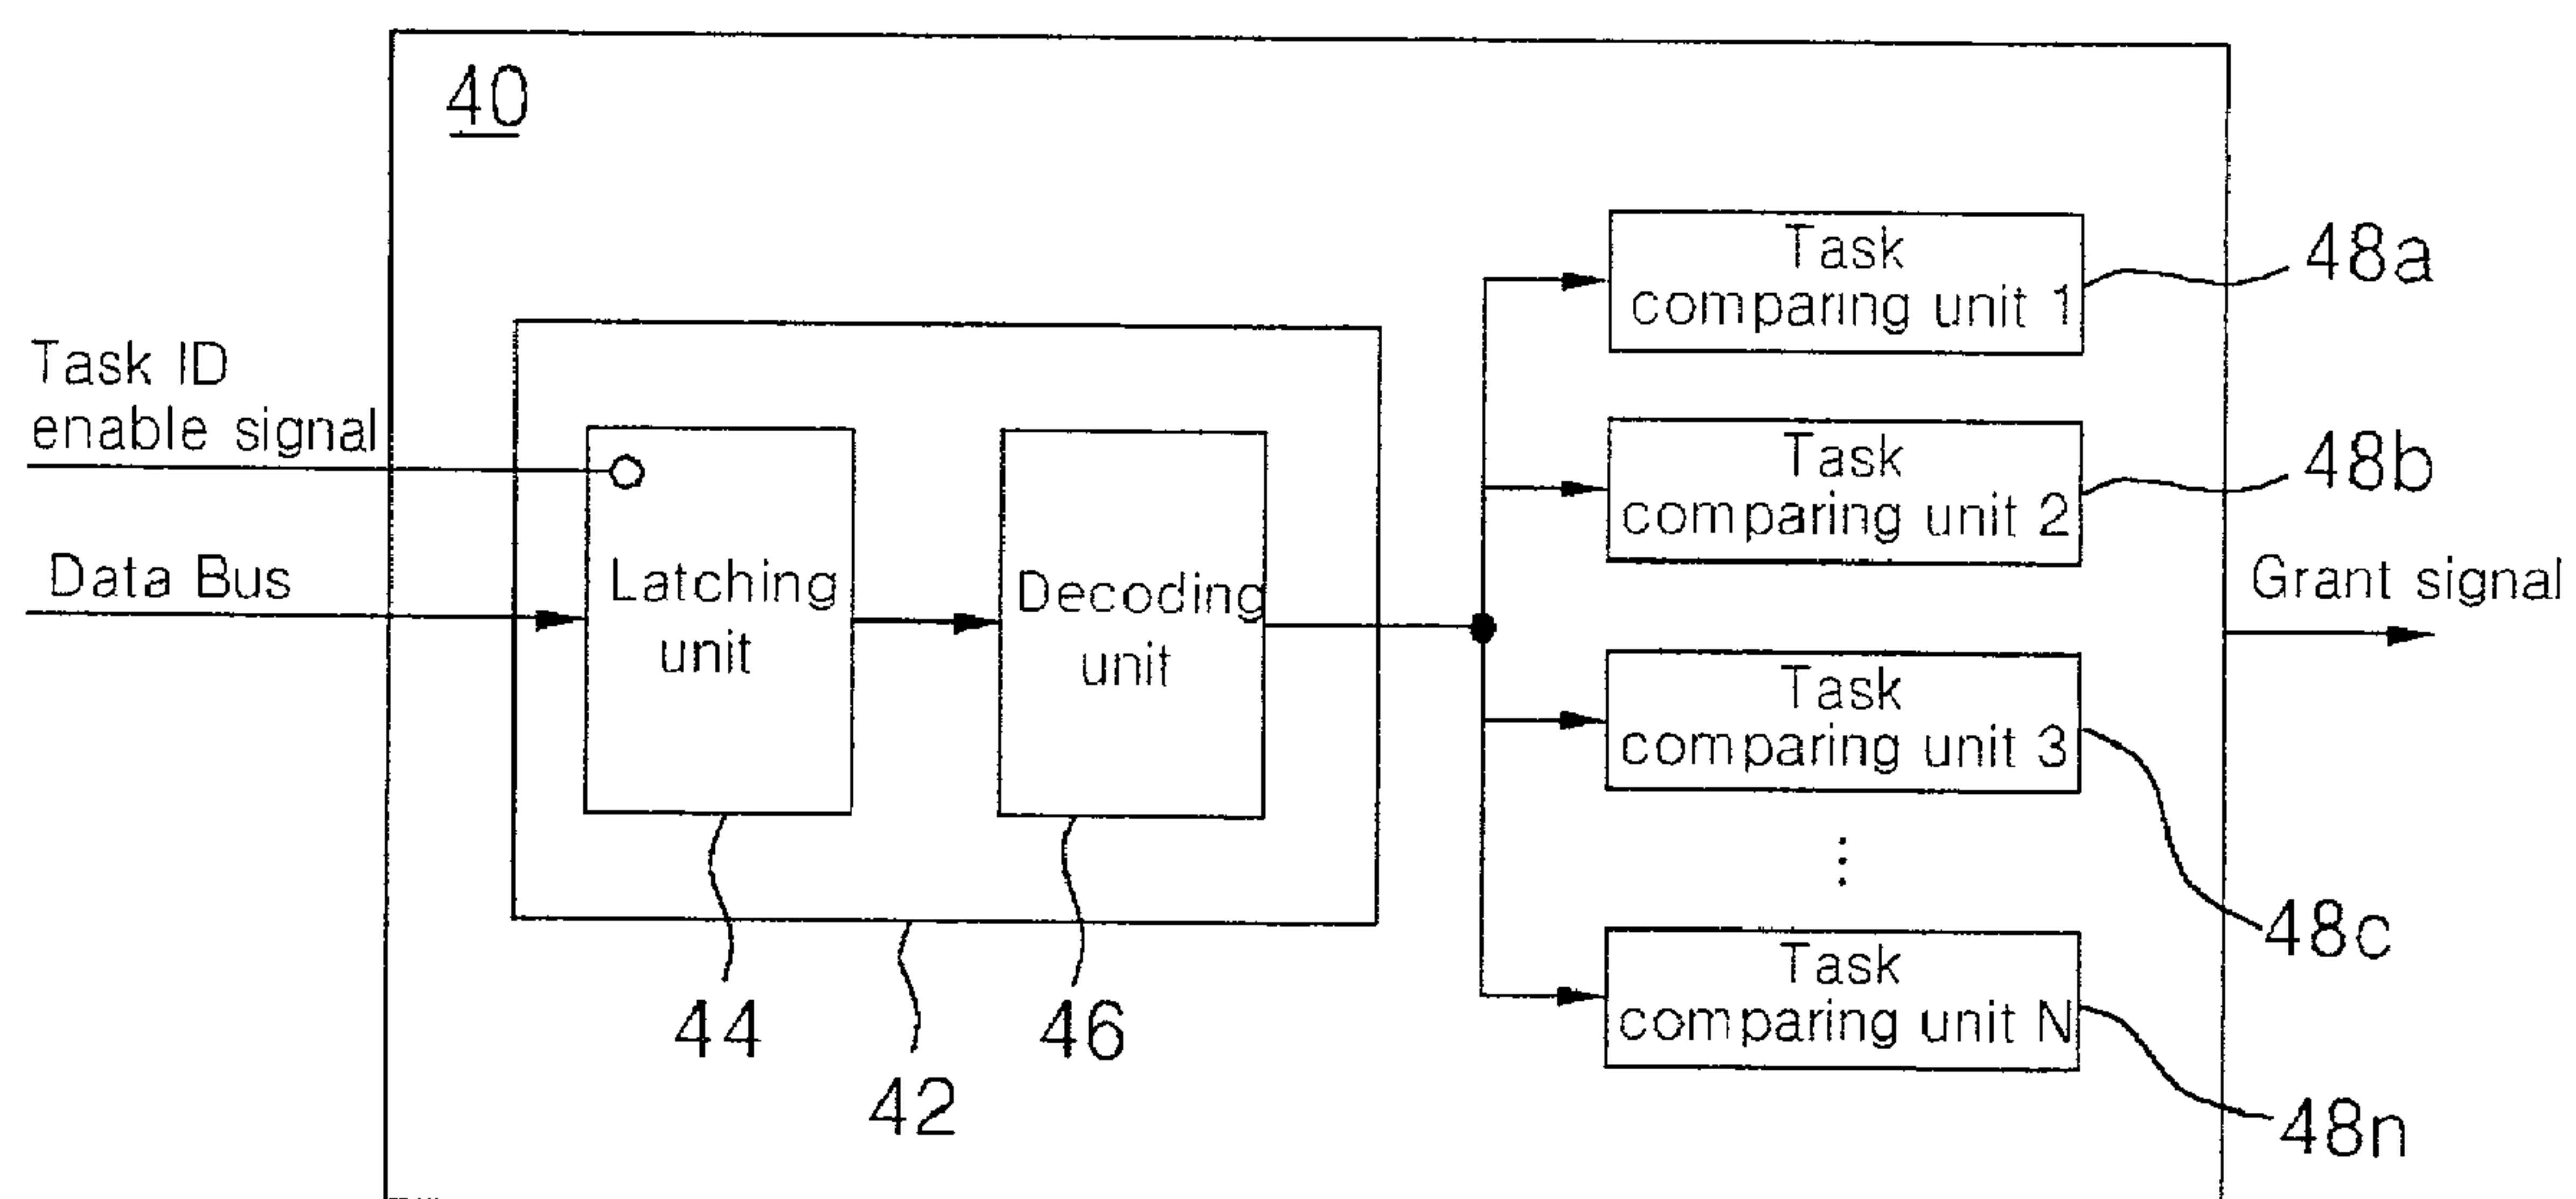 40
Task ID
enable signal
Data Bus
Latching
unit
Decoding
unit
Task
comparing unit 1
Task
comparing unit 2
Task
comparing unit 3
Task
comparing unit N
48a
48b
Grant signal
48c
48n
44
46
42